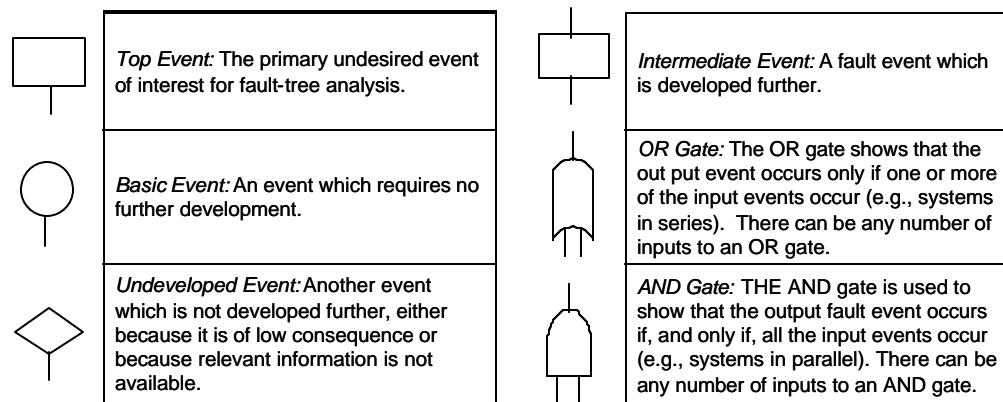 Top Event: The primary undesired event
of interest for fault-tree analysis.
Basic Event: An event which requires no
further development.
Undeveloped Event: Another event
which is not developed further, either
because it is of low consequence or
because relevant information is not
available.
Intermediate Event: A fault event which
is developed further.
OR Gate: The OR gate shows that the
out put event occurs only if one or more
of the input events occur (e.g., systems
in series). There can be any number of
inputs to an OR gate.
AND Gate: THE AND gate is used to
show that the output fault event occurs
if, and only if, all the input events occur
(e.g., systems in parallel). There can be
any number of inputs to an AND gate.